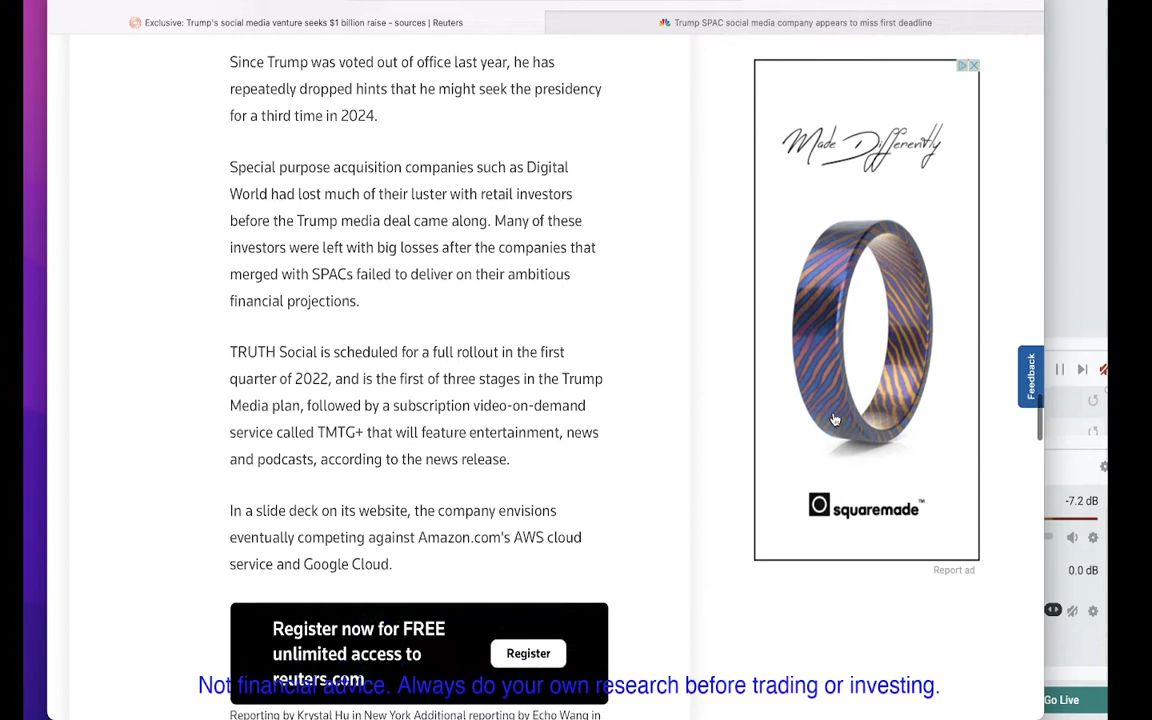 Exclusive: Trump's social media venture seeks $1 billion raise - sources | Reuters
Trump SPAC social media company appears to miss first deadline
Since Trump was voted out of office last year, he has
repeatedly dropped hints that he might seek the presidency
for a third time in 2024.
Special purpose acquisition companies such as Digital
World had lost much of their luster with retail investors
before the Trump media deal came along. Many of these
investors were left with big losses after the companies that
merged with SPACs failed to deliver on their ambitious
financial projections.
TRUTH Social is scheduled for a full rollout in the first
quarter of 2022, and is the first of three stages in the Trump
Media plan, followed by a subscription video-on-demand
service called TMTG+ that will feature entertainment, news
and podcasts, according to the news release.
In a slide deck on its website, the company envisions
eventually competing against Amazon.com's AWS cloud
service and Google Cloud.
Register now for FREE
unlimited access to
reuters.com
Register
Reporting by Krystal Hu in New York Additional reporting by Echo Wang in
Made Differently
squaremade™
Report ad
Feedback
-7.2 dB
0.0 dB
Go Live
Not financial advice. Always do your own research before trading or investing.